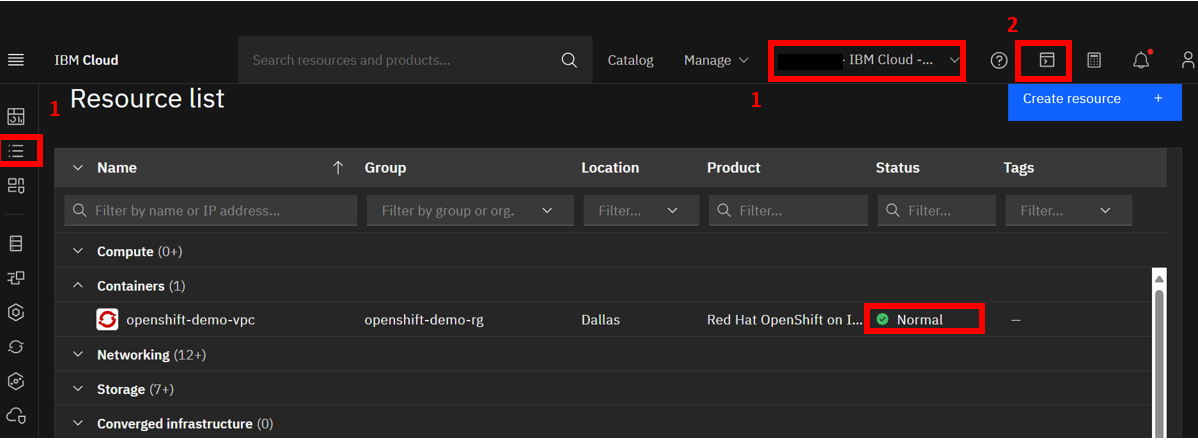 2
IBM Cloud
Search resources and products...
Catalog
Manage
- IBM Cloud -...
1
1
Resource list
Create resource +
Name
Group
Location
Product
Status
Tags
Filter by name or IP address...
Filter by group or org.
Filter...
Filter...
Filter...
Filter...
Compute (0+)
Containers (1)
openshift-demo-vpc
openshift-demo-rg
Dallas
Red Hat OpenShift on I...
Normal
–
Networking (12+)
Storage (7+)
Converged infrastructure (0)